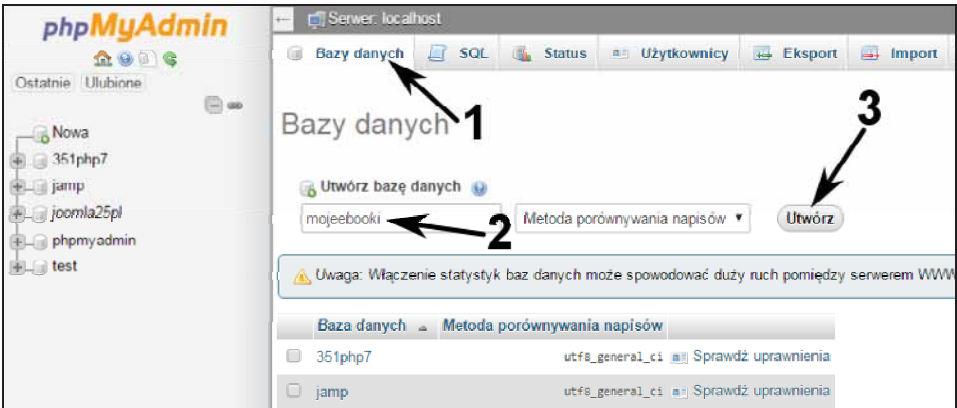 phpMyAdmin
Ostatnie Ulubione
Nowa
351php7
jamp
joomla25pl
phpmyadmin
test
Serwer: localhost
Bazy danych SQL Status Użytkownicy Eksport Import
1
Bazy danych
3
Utwórz bazę danych
mojeebooki
2
Metoda porównywania napisów
Utwórz
Uwaga: Włączenie statystyk baz danych może spowodować duży ruch pomiędzy serwerem WWW
Baza danych Metoda porównywania napisów
351php7 utf8_general_ci Sprawdź uprawnienia
jamp utf8_general_ci Sprawdź uprawnienia